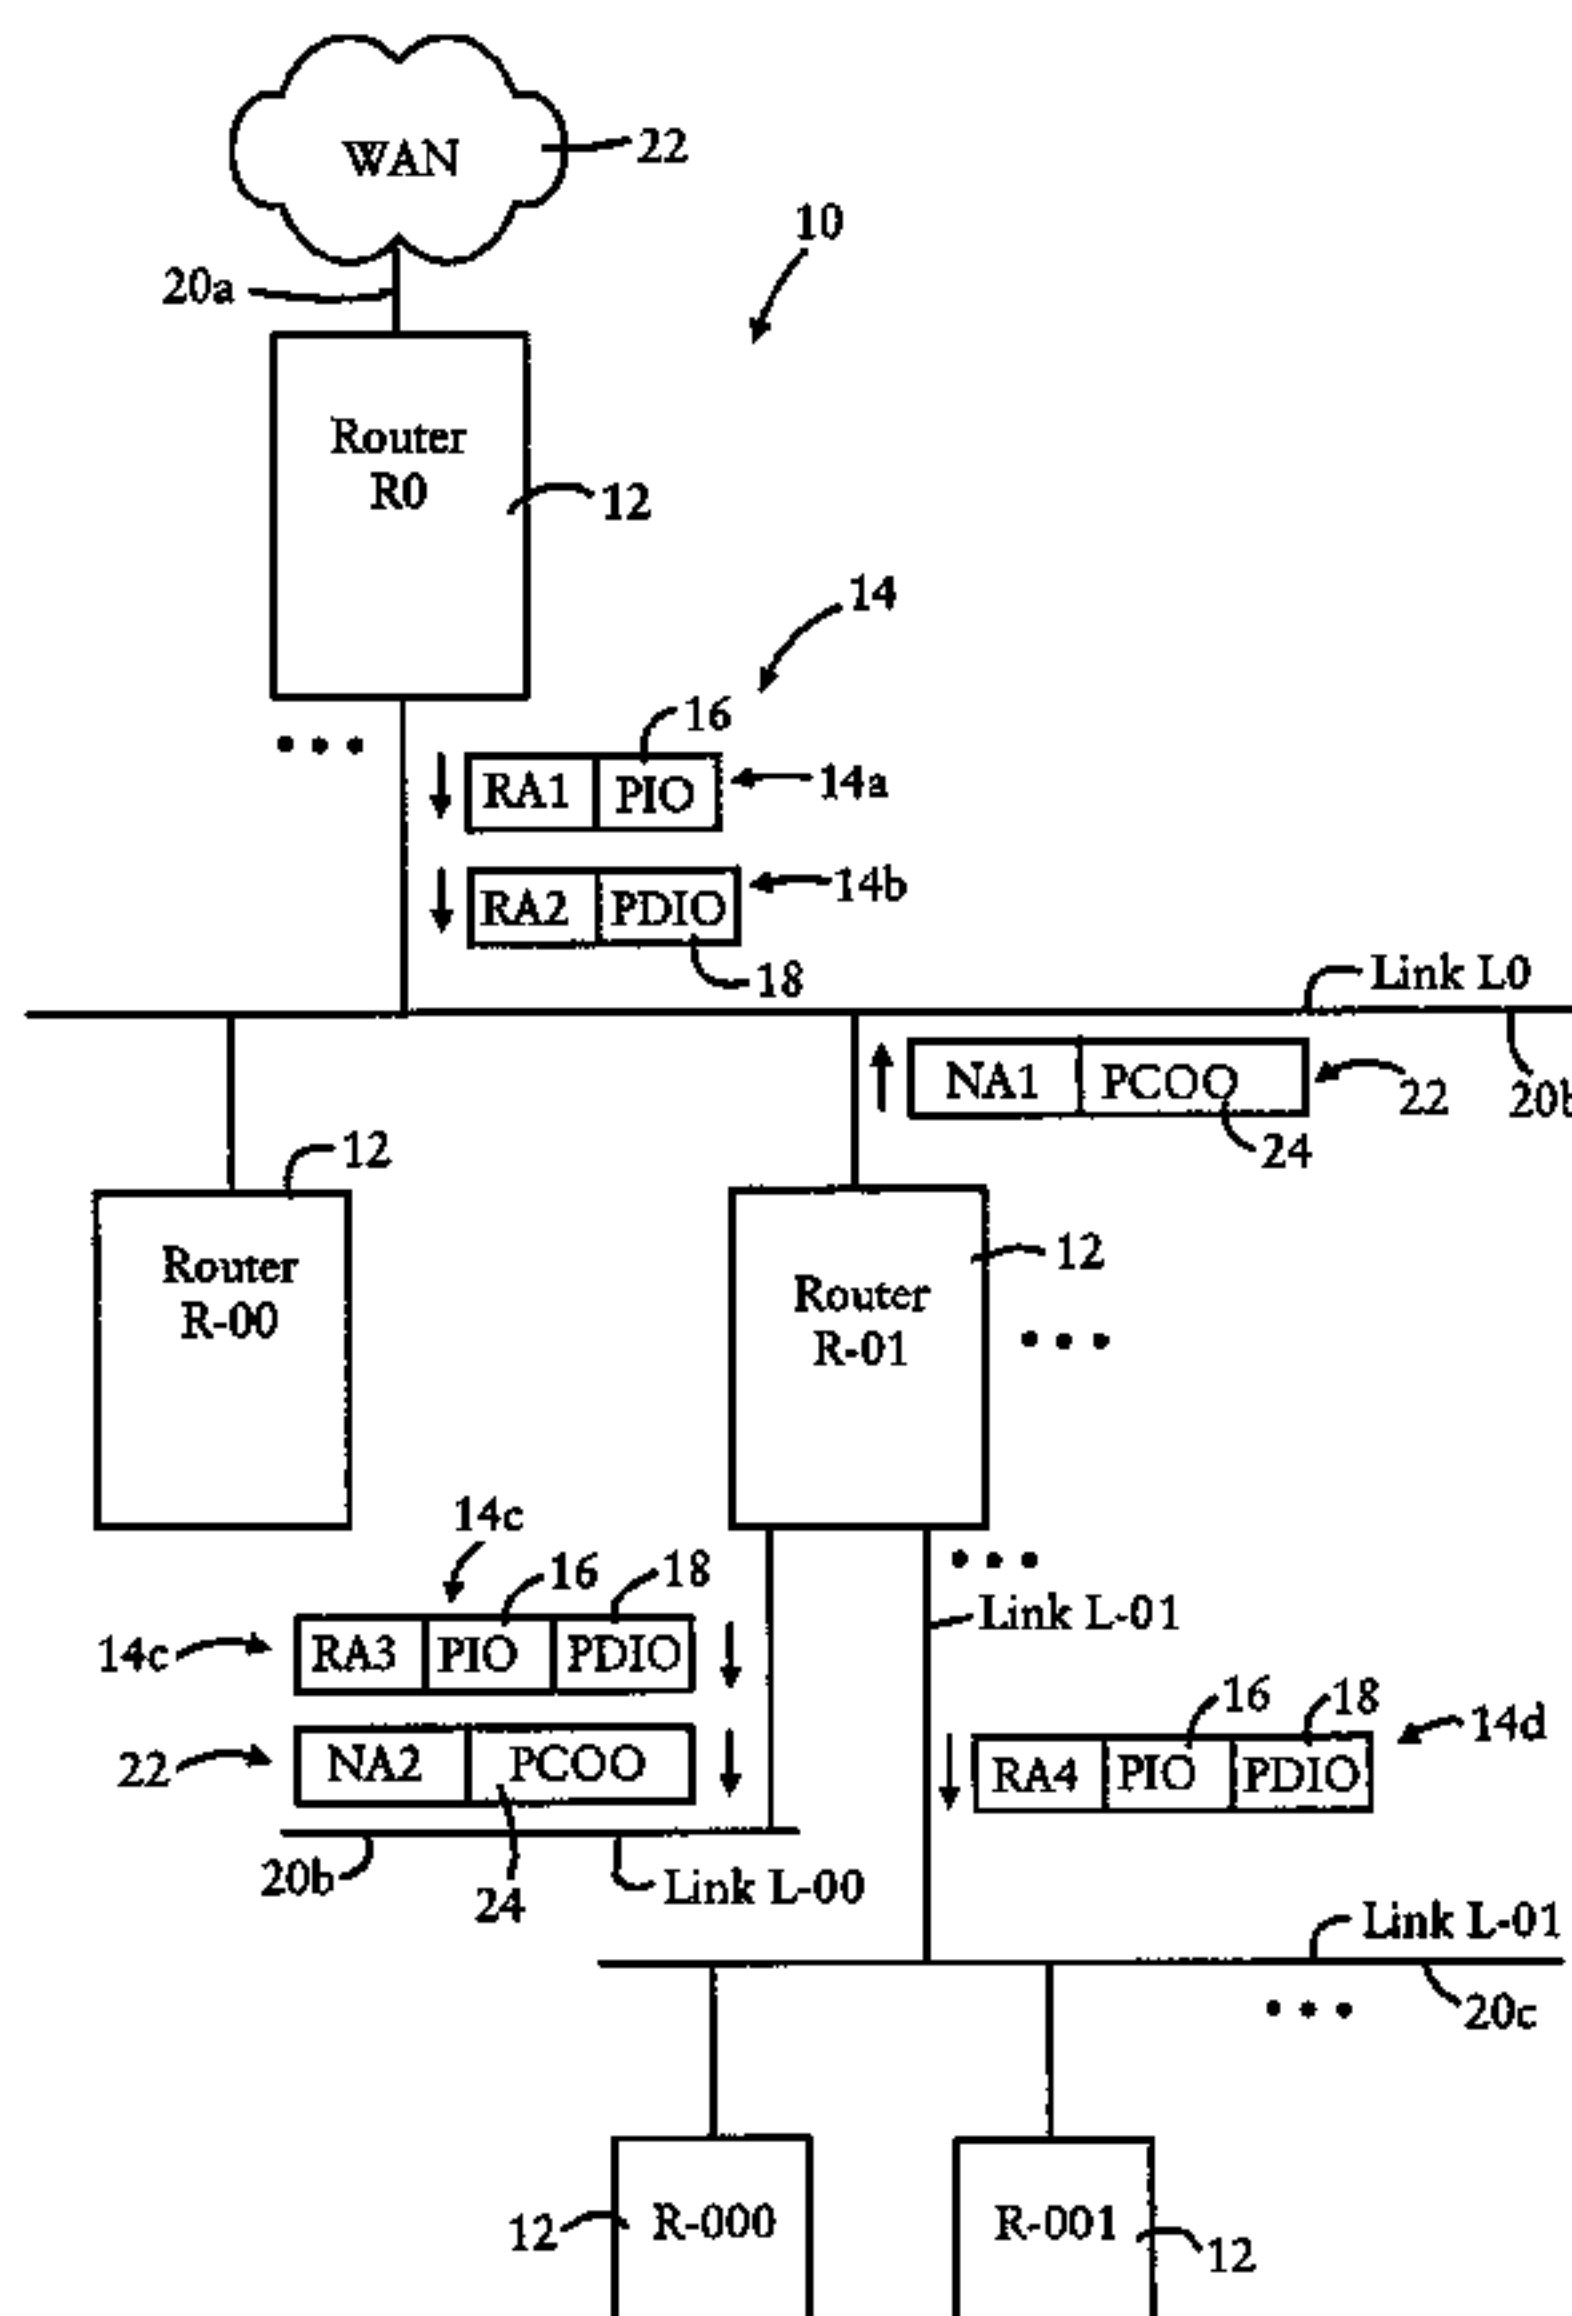 WAN
22
10
20a
Router
R0
12
14
16
RA1 PIO
14a
RA2 PDIO
14b
18
Link L0
NA1 PCOO
22
20b
24
12
Router
R-00
12
Router
R-01
14c
16
18
14c
RA3 PIO PDIO
Link L-01
22
NA2 PCOO
16
18
14d
RA4 PIO PDIO
20b
24
Link L-00
Link L-01
20c
12
R-000
R-001
12